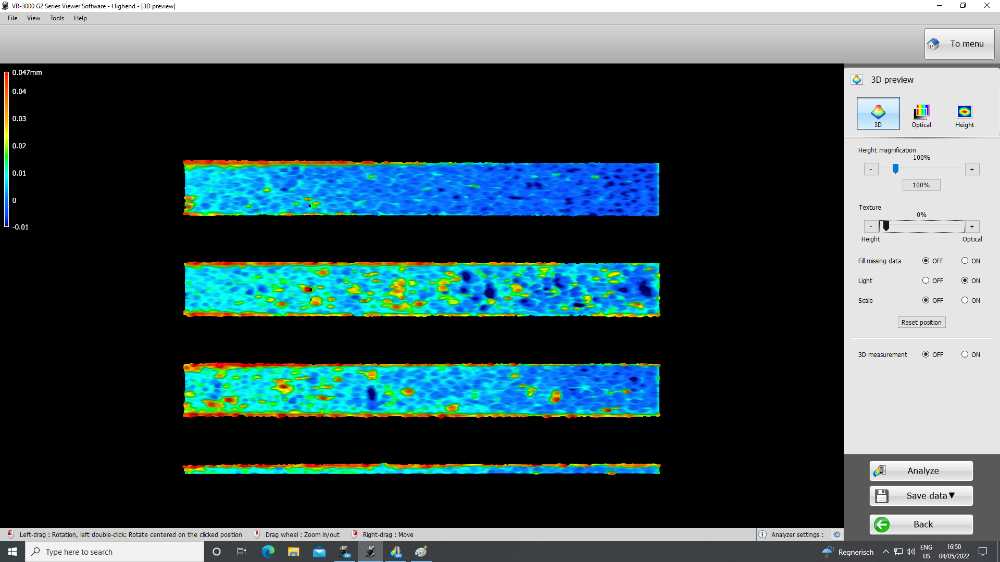 VR-3000 G2 Series Viewer Software - Highend - [3D preview]
File View Tools Help
To menu
0.047mm
0.04
0.03
0.02
0.01
0
-0.01
3D preview
3D Optical Height
Height magnification
100%
- +
100%
Texture
0%
- +
Height Optical
Fill missing data OFF ON
Light OFF ON
Scale OFF ON
Reset position
3D measurement OFF ON
Analyze
Save data▼
Back
Left-drag : Rotation, left double-click: Rotate centered on the clicked position Drag wheel : Zoom in/out Right-drag : Move Analyzer settings :
Type here to search
VR
VR
Regnerisch
ENG
US
16:50
04/05/2022